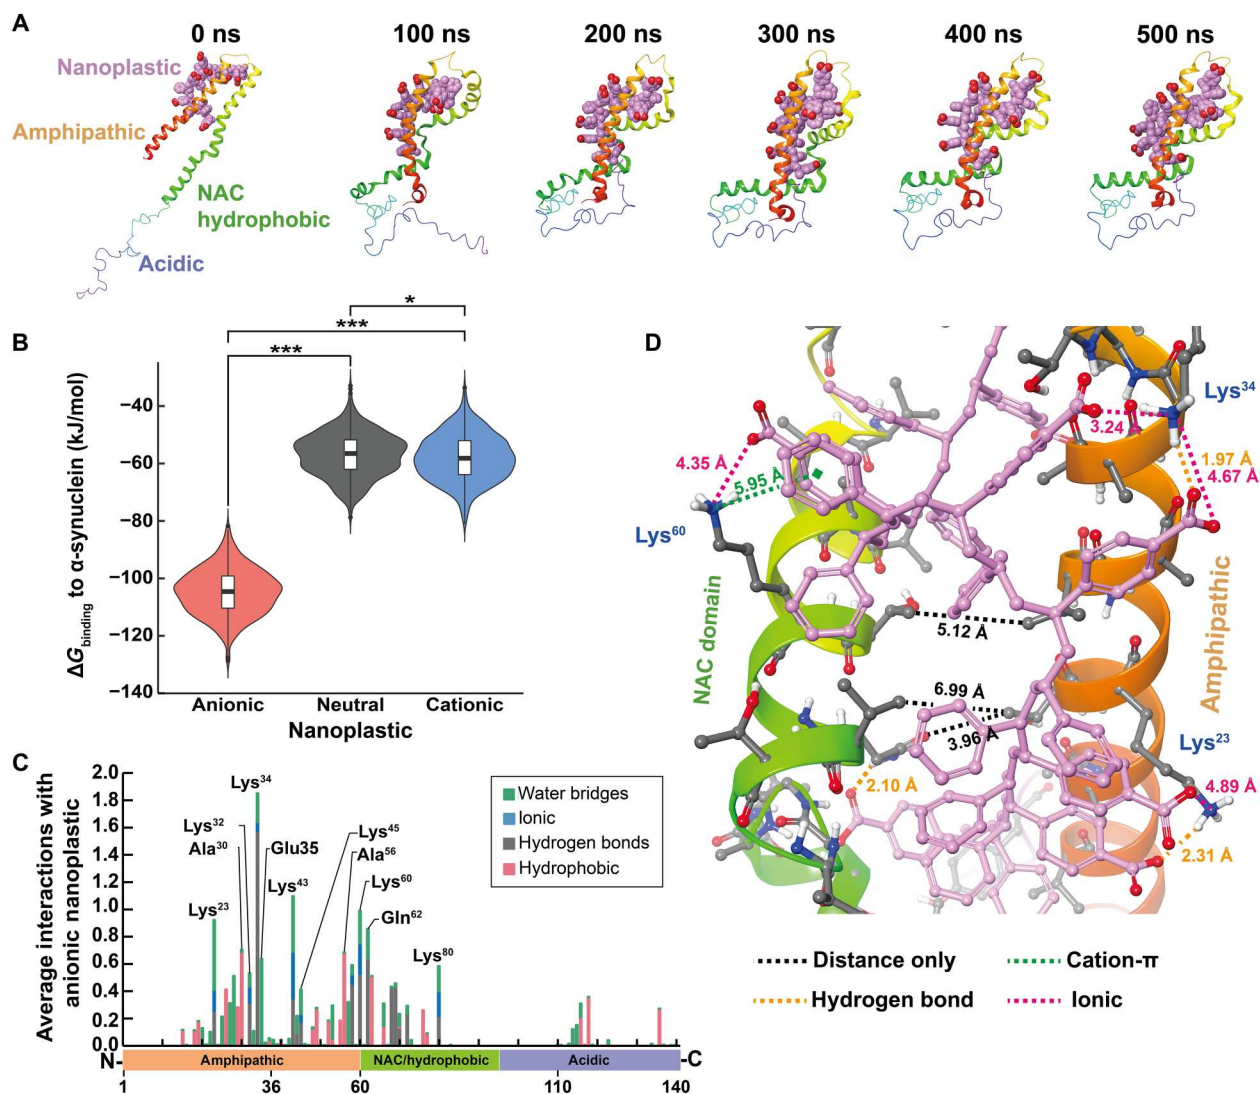 A
0 ns
100 ns
200 ns
300 ns
400 ns
500 ns
Nanoplastic
Amphipathic
NAC
hydrophobic
Acidic
B
*
***
***
ΔGbinding to α-synuclein (kJ/mol)
−40
−60
−80
−100
−120
−140
Anionic
Neutral
Cationic
Nanoplastic
C
Average interactions with
anionic nanoplastic
2.0
1.8
1.6
1.4
1.2
1.0
0.8
0.6
0.4
0.2
0.0
Lys34
Lys32
Ala30
Glu35
Lys45
Ala56
Lys43
Lys60
Lys23
Gln62
Lys80
Water bridges
Ionic
Hydrogen bonds
Hydrophobic
N-
Amphipathic
NAC/hydrophobic
Acidic
-C
1
36
60
110
140
D
Lys34
3.24
1.97 Å
4.67 Å
4.35 Å
5.95 Å
Lys60
NAC domain
Amphipathic
5.12 Å
6.99 Å
3.96 Å
Lys23
2.10 Å
4.89 Å
2.31 Å
Distance only
Cation-π
Hydrogen bond
Ionic